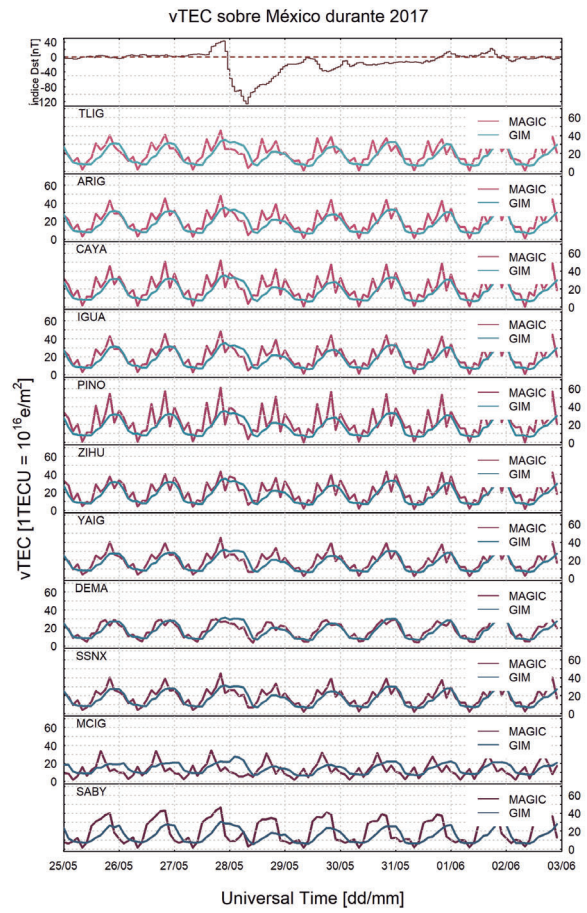 vTEC sobre México durante 2017
Índice Dst [nT]
40
0
-40
-80
-120
TLIG
MAGIC
GIM
60
40
20
0
ARIG
MAGIC
GIM
60
40
20
0
CAYA
MAGIC
GIM
60
40
20
0
IGUA
MAGIC
GIM
60
40
20
0
PINO
MAGIC
GIM
60
40
20
0
ZIHU
MAGIC
GIM
60
40
20
0
YAIG
MAGIC
GIM
60
40
20
0
DEMA
MAGIC
GIM
60
40
20
0
SSNX
MAGIC
GIM
60
40
20
0
MCIG
MAGIC
GIM
60
40
20
0
SABY
MAGIC
GIM
60
40
20
0
vTEC [1TECU = 10¹⁶e/m²]
25/05 26/05 27/05 28/05 29/05 30/05 31/05 01/06 02/06 03/06
Universal Time [dd/mm]